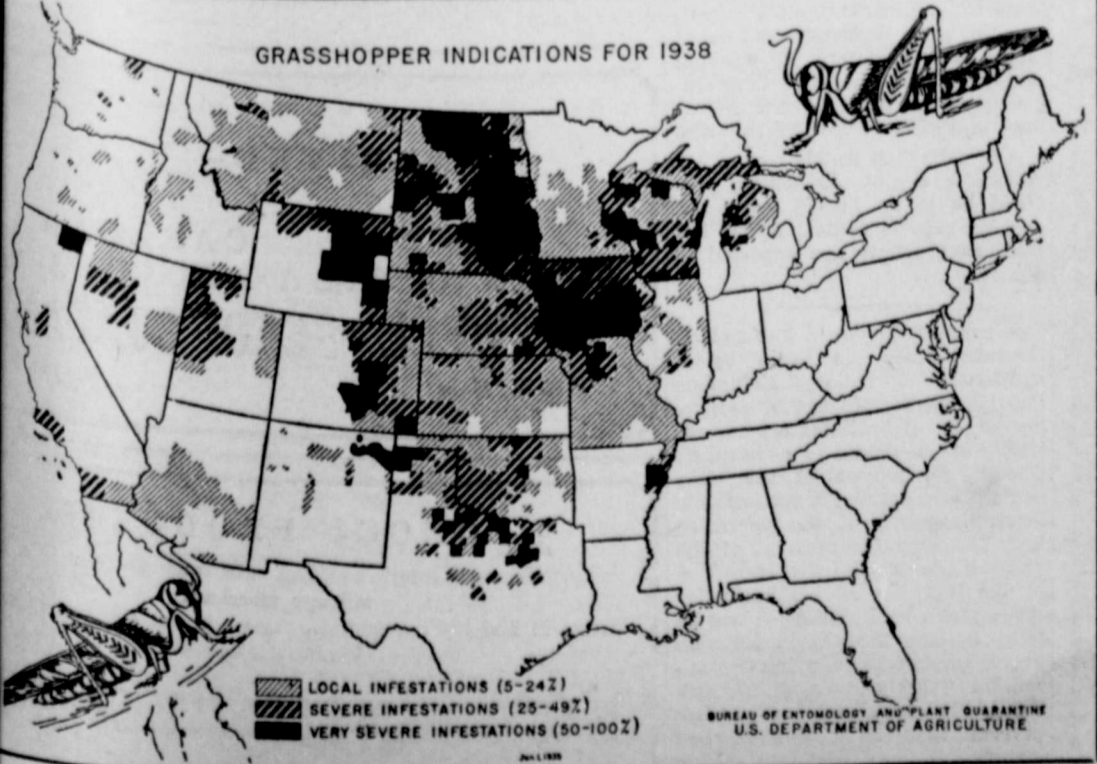 GRASSHOPPER INDICATIONS FOR 1938
LOCAL INFESTATIONS (5-24%)
SEVERE INFESTATIONS (25-49%)
VERY SEVERE INFESTATIONS (50-100%)
BUREAU OF ENTOMOLOGY AND PLANT QUARANTINE
U.S. DEPARTMENT OF AGRICULTURE